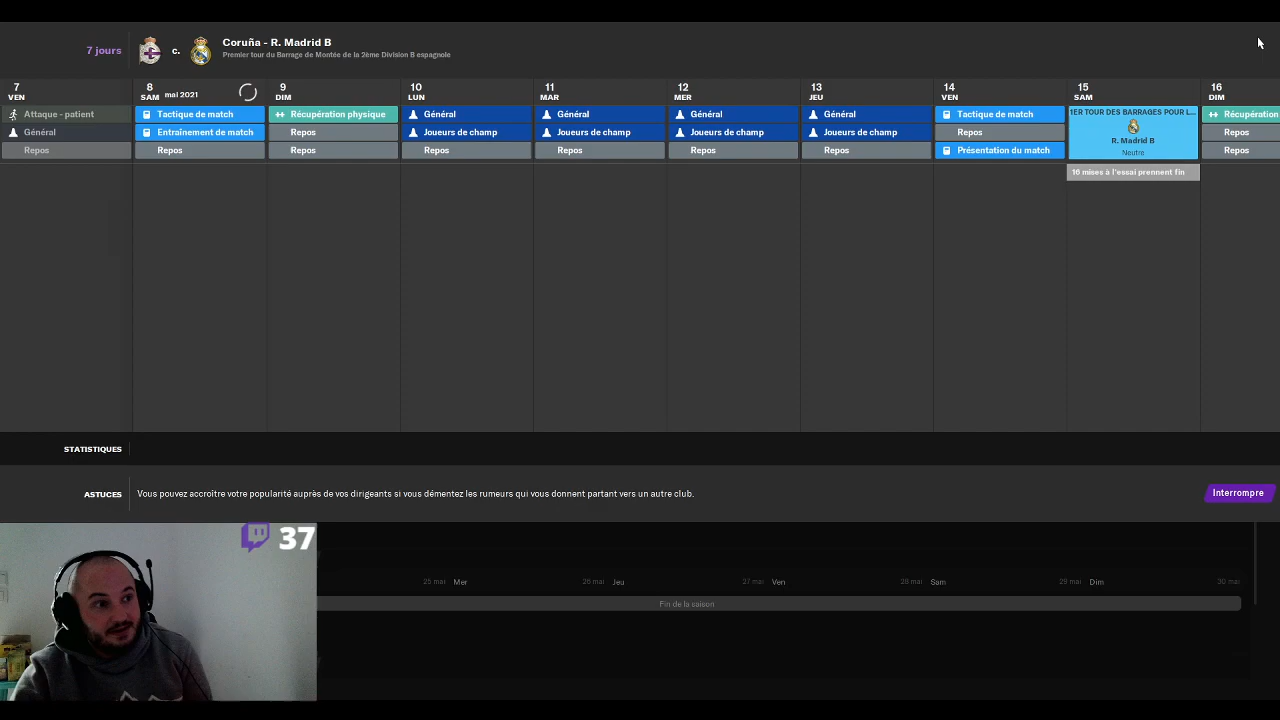 7 jours
c.
Coruña - R. Madrid B
Premier tour du Barrage de Montée de la 2ème Division B espagnole
7
VEN
8
SAM mai 2021
9
DIM
10
LUN
11
MAR
12
MER
13
JEU
14
VEN
15
SAM
16
DIM
Attaque - patient
Général
Repos
Tactique de match
Entraînement de match
Repos
Récupération physique
Repos
Repos
Général
Joueurs de champ
Repos
Général
Joueurs de champ
Repos
Général
Joueurs de champ
Repos
Général
Joueurs de champ
Repos
Tactique de match
Repos
Présentation du match
1ER TOUR DES BARRAGES POUR L...
R. Madrid B
Neutre
16 mises à l'essai prennent fin
Récupération
Repos
Repos
STATISTIQUES
ASTUCES
Vous pouvez accroître votre popularité auprès de vos dirigeants si vous démentez les rumeurs qui vous donnent partant vers un autre club.
Interrompre
37
25 mai Mer
26 mai Jeu
27 mai Ven
28 mai Sam
29 mai Dim
30 mai
Fin de la saison